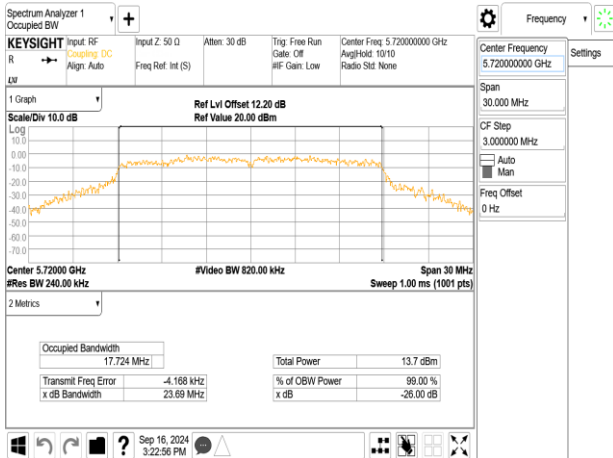 Spectrum Analyzer 1
Occupied BW
Frequency
KEYSIGHT
R
LXI
Input: RF
Coupling: DC
Align: Auto
Input Z: 50 Ω
Freq Ref: Int (S)
Atten: 30 dB
Trig: Free Run
Gate: Off
#IF Gain: Low
Center Freq: 5.720000000 GHz
Avg|Hold: 10/10
Radio Std: None
Center Frequency
5.720000000 GHz
Settings
Span
30.000 MHz
CF Step
3.000000 MHz
Auto
Man
Freq Offset
0 Hz
1 Graph
Scale/Div 10.0 dB
Ref Lvl Offset 12.20 dB
Ref Value 20.00 dBm
Log
10.0
0.00
-10.0
-20.0
-30.0
-40.0
-50.0
-60.0
-70.0
Center 5.72000 GHz
#Video BW 820.00 kHz
Span 30 MHz
#Res BW 240.00 kHz
Sweep 1.00 ms (1001 pts)
2 Metrics
Occupied Bandwidth
17.724 MHz
Total Power 13.7 dBm
Transmit Freq Error -4.168 kHz
% of OBW Power 99.00 %
x dB Bandwidth 23.69 MHz
x dB -26.00 dB
?
Sep 16, 2024
3:22:56 PM